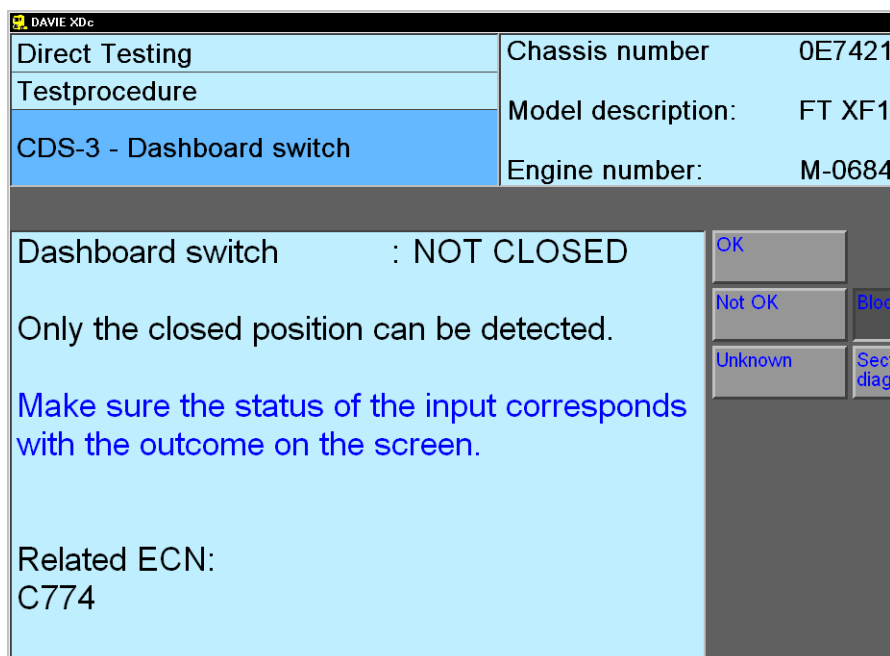 DAVIE XDc
Direct Testing
Testprocedure
CDS-3 - Dashboard switch
Chassis number 0E7421
Model description: FT XF1
Engine number: M-0684
Dashboard switch : NOT CLOSED
Only the closed position can be detected.
Make sure the status of the input corresponds
with the outcome on the screen.
Related ECN:
C774
OK
Not OK
Unknown